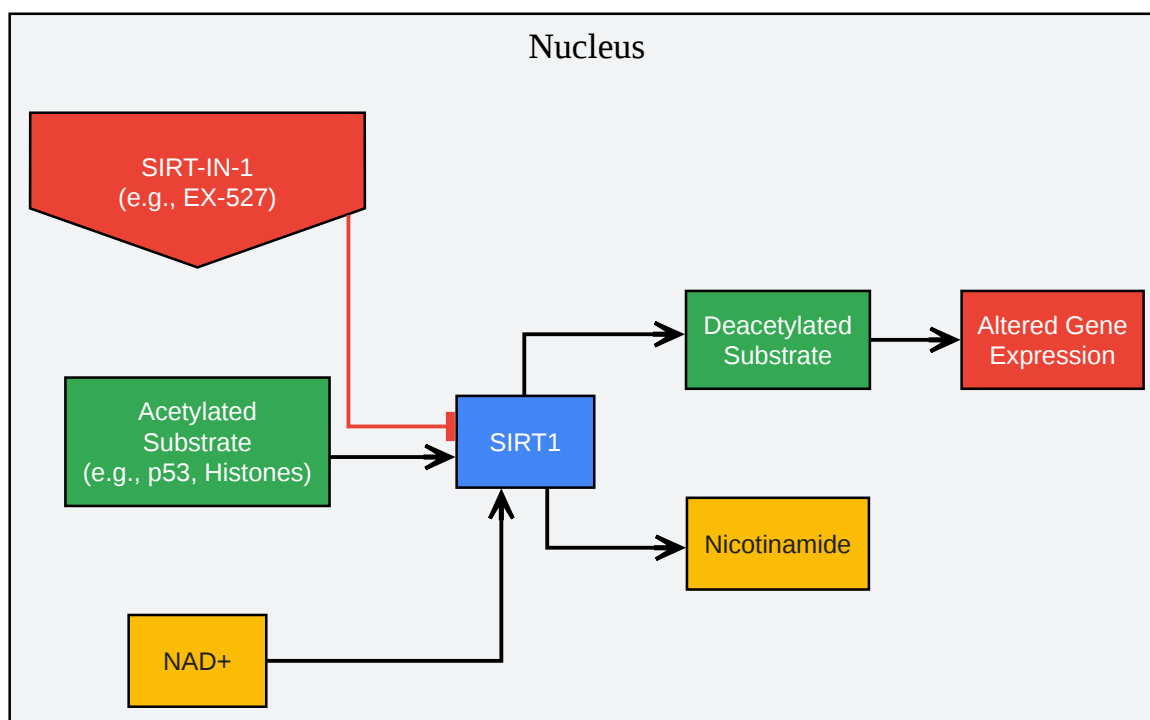 Nucleus
SIRT-IN-1
(e.g., EX-527)
Deacetylated
Substrate
Altered Gene
Expression
Acetylated
Substrate
(e.g., p53, Histones)
SIRT1
Nicotinamide
NAD+